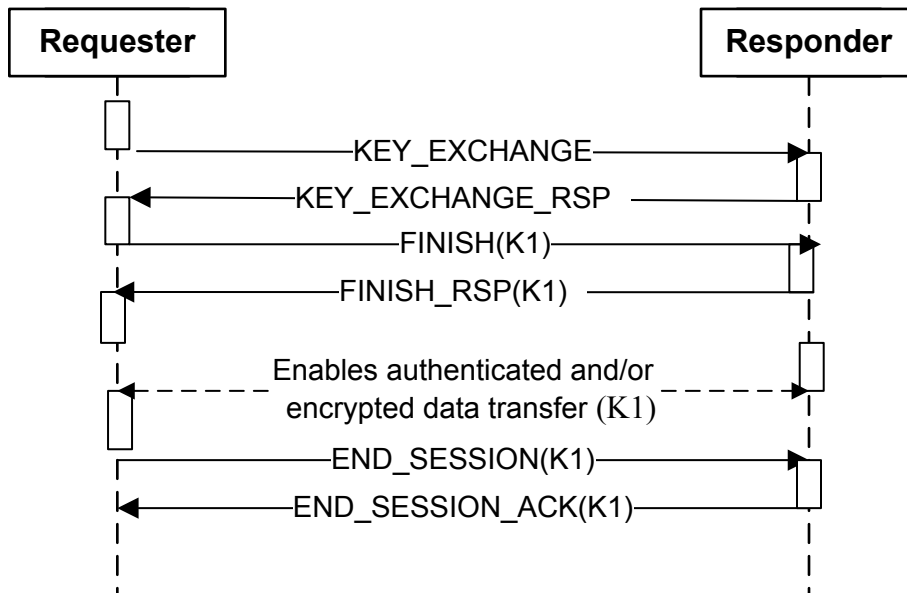 Requester
Responder
KEY_EXCHANGE
KEY_EXCHANGE_RSP
FINISH(K1)
FINISH_RSP(K1)
Enables authenticated and/or
encrypted data transfer (K1)
END_SESSION(K1)
END_SESSION_ACK(K1)